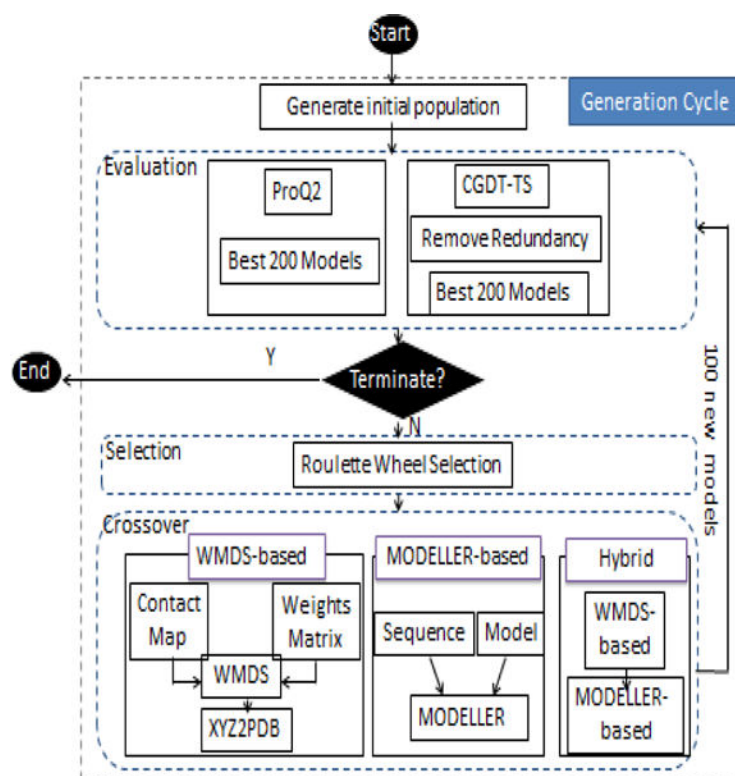 Start
Generation Cycle
Generate initial population
Evaluation
ProQ2
Best 200 Models
CGDT-TS
Remove Redundancy
Best 200 Models
Y
End
Terminate?
N
Selection
Roulette Wheel Selection
100 new models
Crossover
WMDS-based
Contact
Map
Weights
Matrix
WMDS
XYZ2PDB
MODELLER-based
Sequence
Model
MODELLER
Hybrid
WMDS-
based
MODELLER-
based